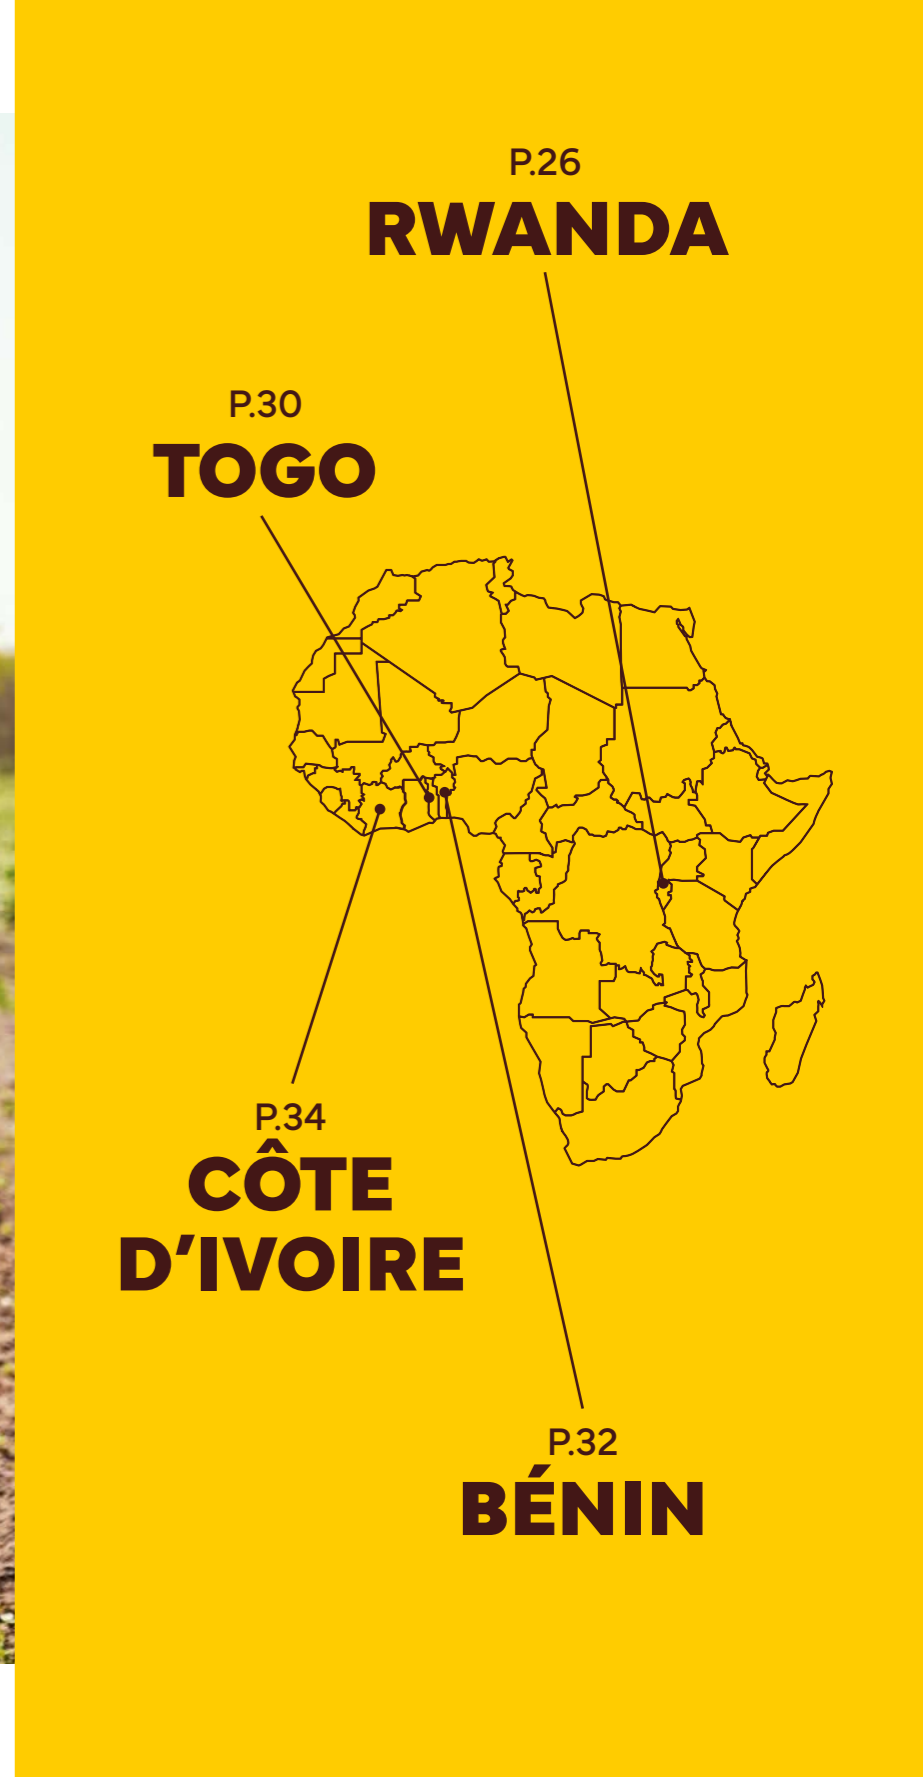 P.26
RWANDA
P.30
TOGO
P.34
CÔTE
D’IVOIRE
P.32
BÉNIN